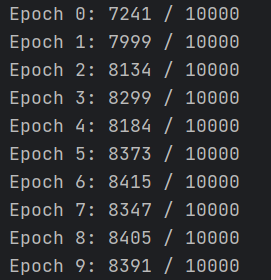 Epoch 0: 7241 / 10000
Epoch 1: 7999 / 10000
Epoch 2: 8134 / 10000
Epoch 3: 8299 / 10000
Epoch 4: 8184 / 10000
Epoch 5: 8373 / 10000
Epoch 6: 8415 / 10000
Epoch 7: 8347 / 10000
Epoch 8: 8405 / 10000
Epoch 9: 8391 / 10000